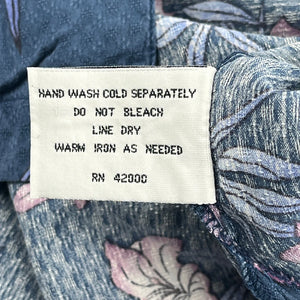 HAND WASH COLD SEPARATELY
DO NOT BLEACH
LINE DRY
WARM IRON AS NEEDED
RN 42000